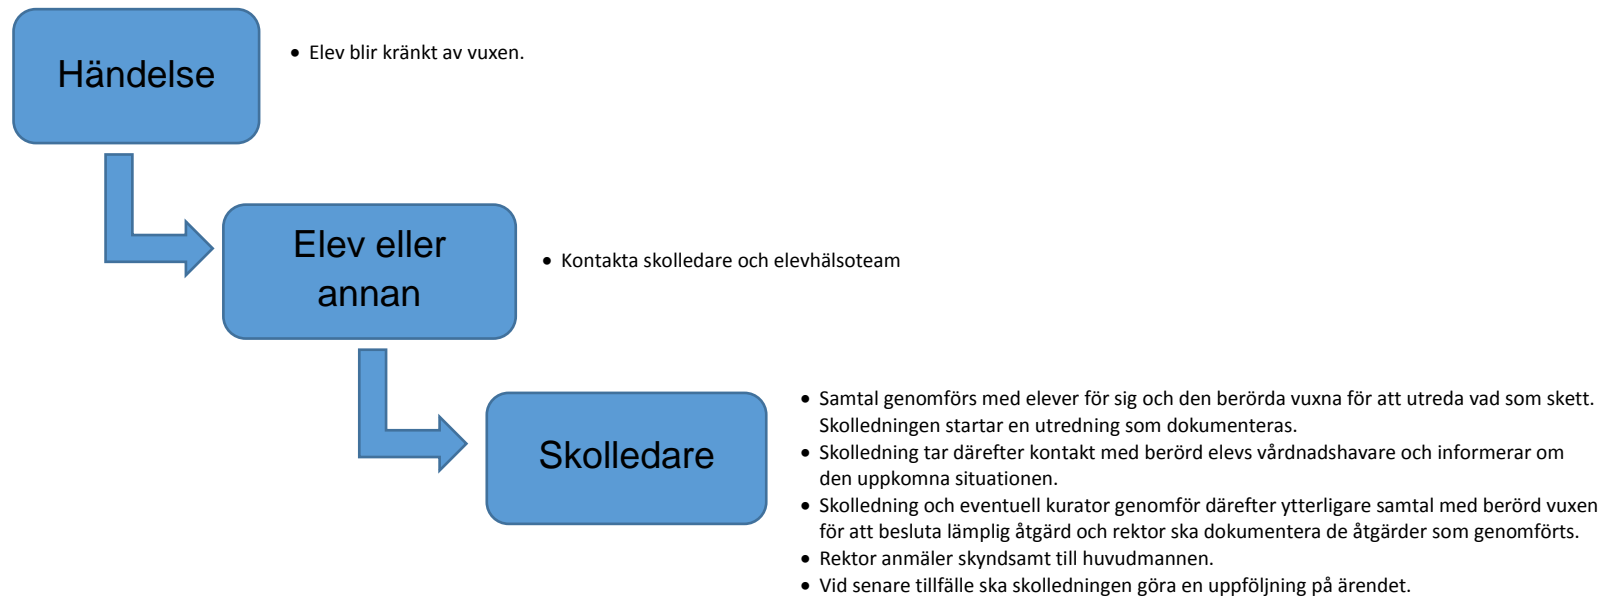 Händelse
• Elev blir kränkt av vuxen.
Elev eller
annan
• Kontakta skolledare och elevhälsoteam
Skolledare
• Samtal genomförs med elever för sig och den berörda vuxna för att utreda vad som skett.
Skolledningen startar en utredning som dokumenteras.
• Skolledning tar därefter kontakt med berörd elevs vårdnadshavare och informerar om
den uppkomna situationen.
• Skolledning och eventuell kurator genomför därefter ytterligare samtal med berörd vuxen
för att besluta lämplig åtgärd och rektor ska dokumentera de åtgärder som genomförts.
• Rektor anmäler skyndsamt till huvudmannen.
• Vid senare tillfälle ska skolledningen göra en uppföljning på ärendet.